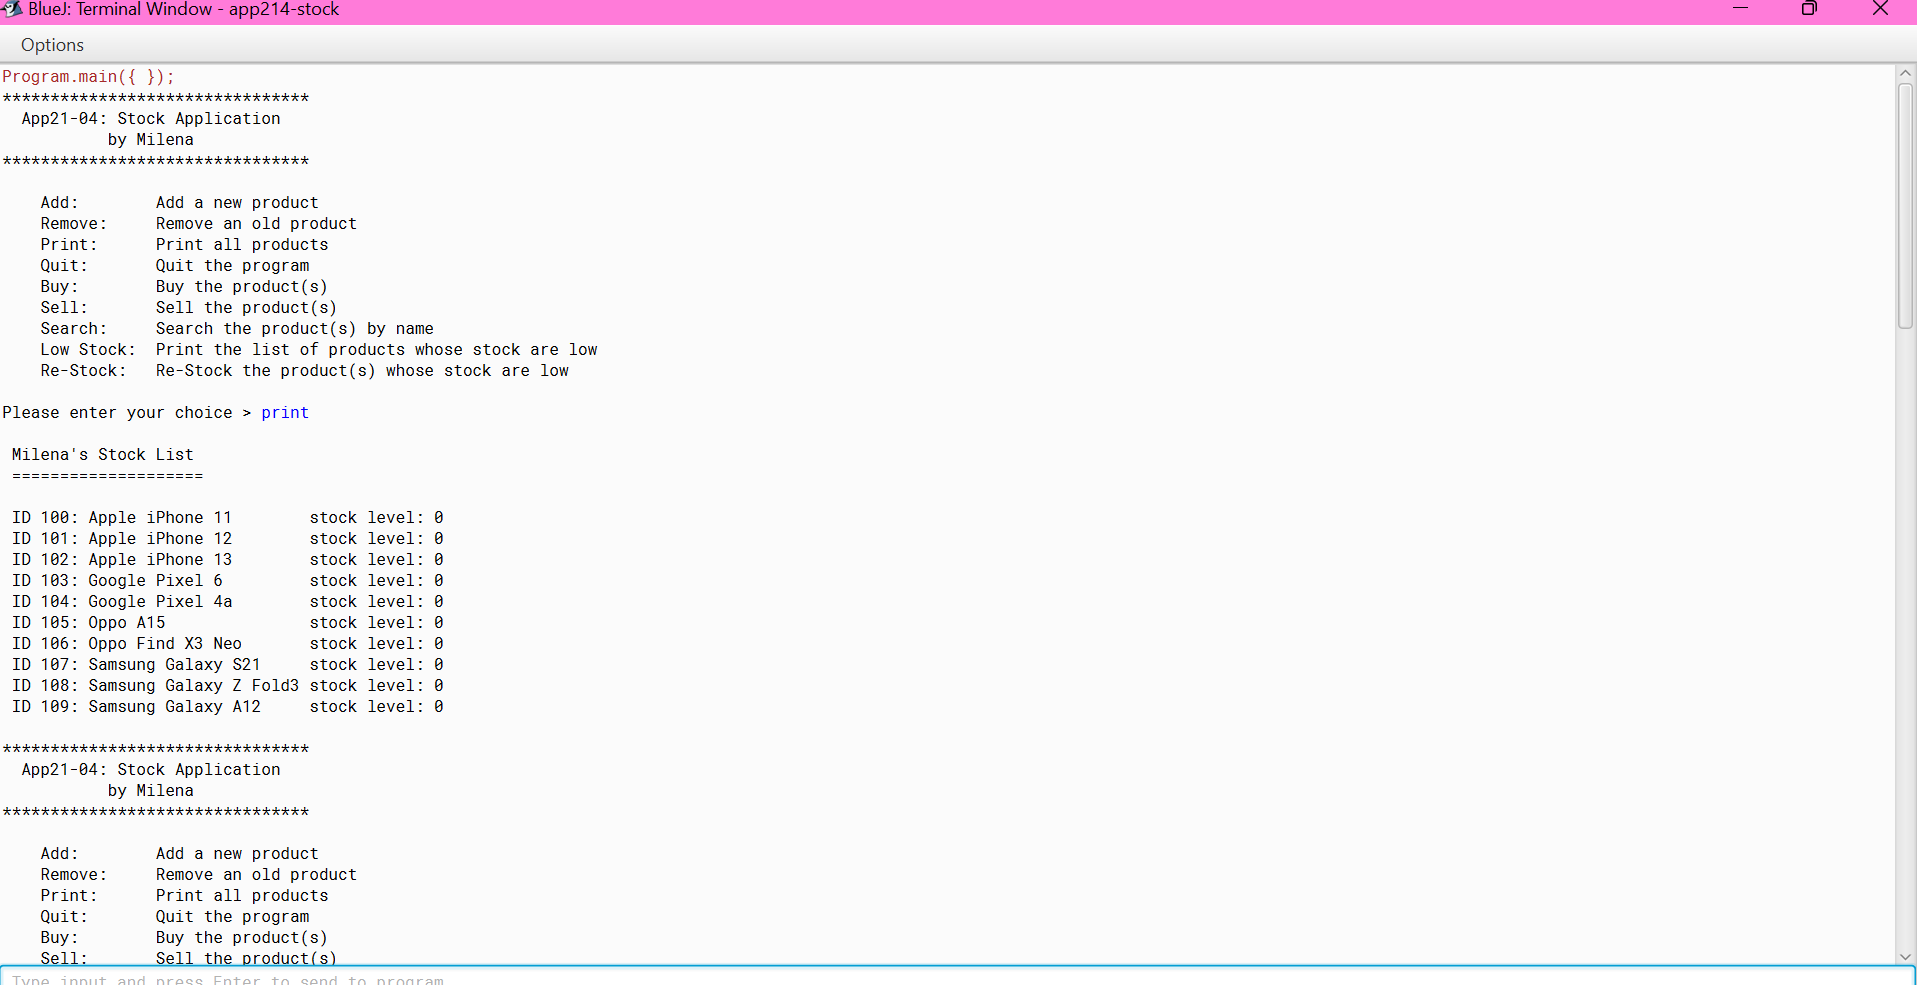 BlueJ: Terminal Window - app214-stock
Options
Program.main({ });
********************************
App21-04: Stock Application
by Milena
********************************
Add: Add a new product
Remove: Remove an old product
Print: Print all products
Quit: Quit the program
Buy: Buy the product(s)
Sell: Sell the product(s)
Search: Search the product(s) by name
Low Stock: Print the list of products whose stock are low
Re-Stock: Re-Stock the product(s) whose stock are low
Please enter your choice > print
Milena's Stock List
====================
ID 100: Apple iPhone 11 stock level: 0
ID 101: Apple iPhone 12 stock level: 0
ID 102: Apple iPhone 13 stock level: 0
ID 103: Google Pixel 6 stock level: 0
ID 104: Google Pixel 4a stock level: 0
ID 105: Oppo A15 stock level: 0
ID 106: Oppo Find X3 Neo stock level: 0
ID 107: Samsung Galaxy S21 stock level: 0
ID 108: Samsung Galaxy Z Fold3 stock level: 0
ID 109: Samsung Galaxy A12 stock level: 0
********************************
App21-04: Stock Application
by Milena
********************************
Add: Add a new product
Remove: Remove an old product
Print: Print all products
Quit: Quit the program
Buy: Buy the product(s)
Sell: Sell the product(s)
Type input and press Enter to send to program